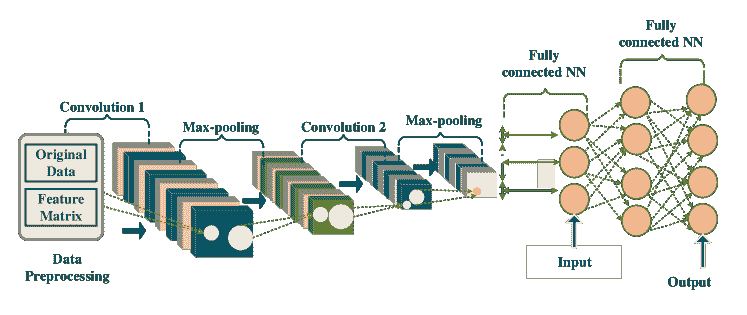 Fully
connected NN
Fully
connected NN
Convolution 1
Max-pooling
Convolution 2
Max-pooling
Original
Data
Feature
Matrix
Data
Preprocessing
Input
Output